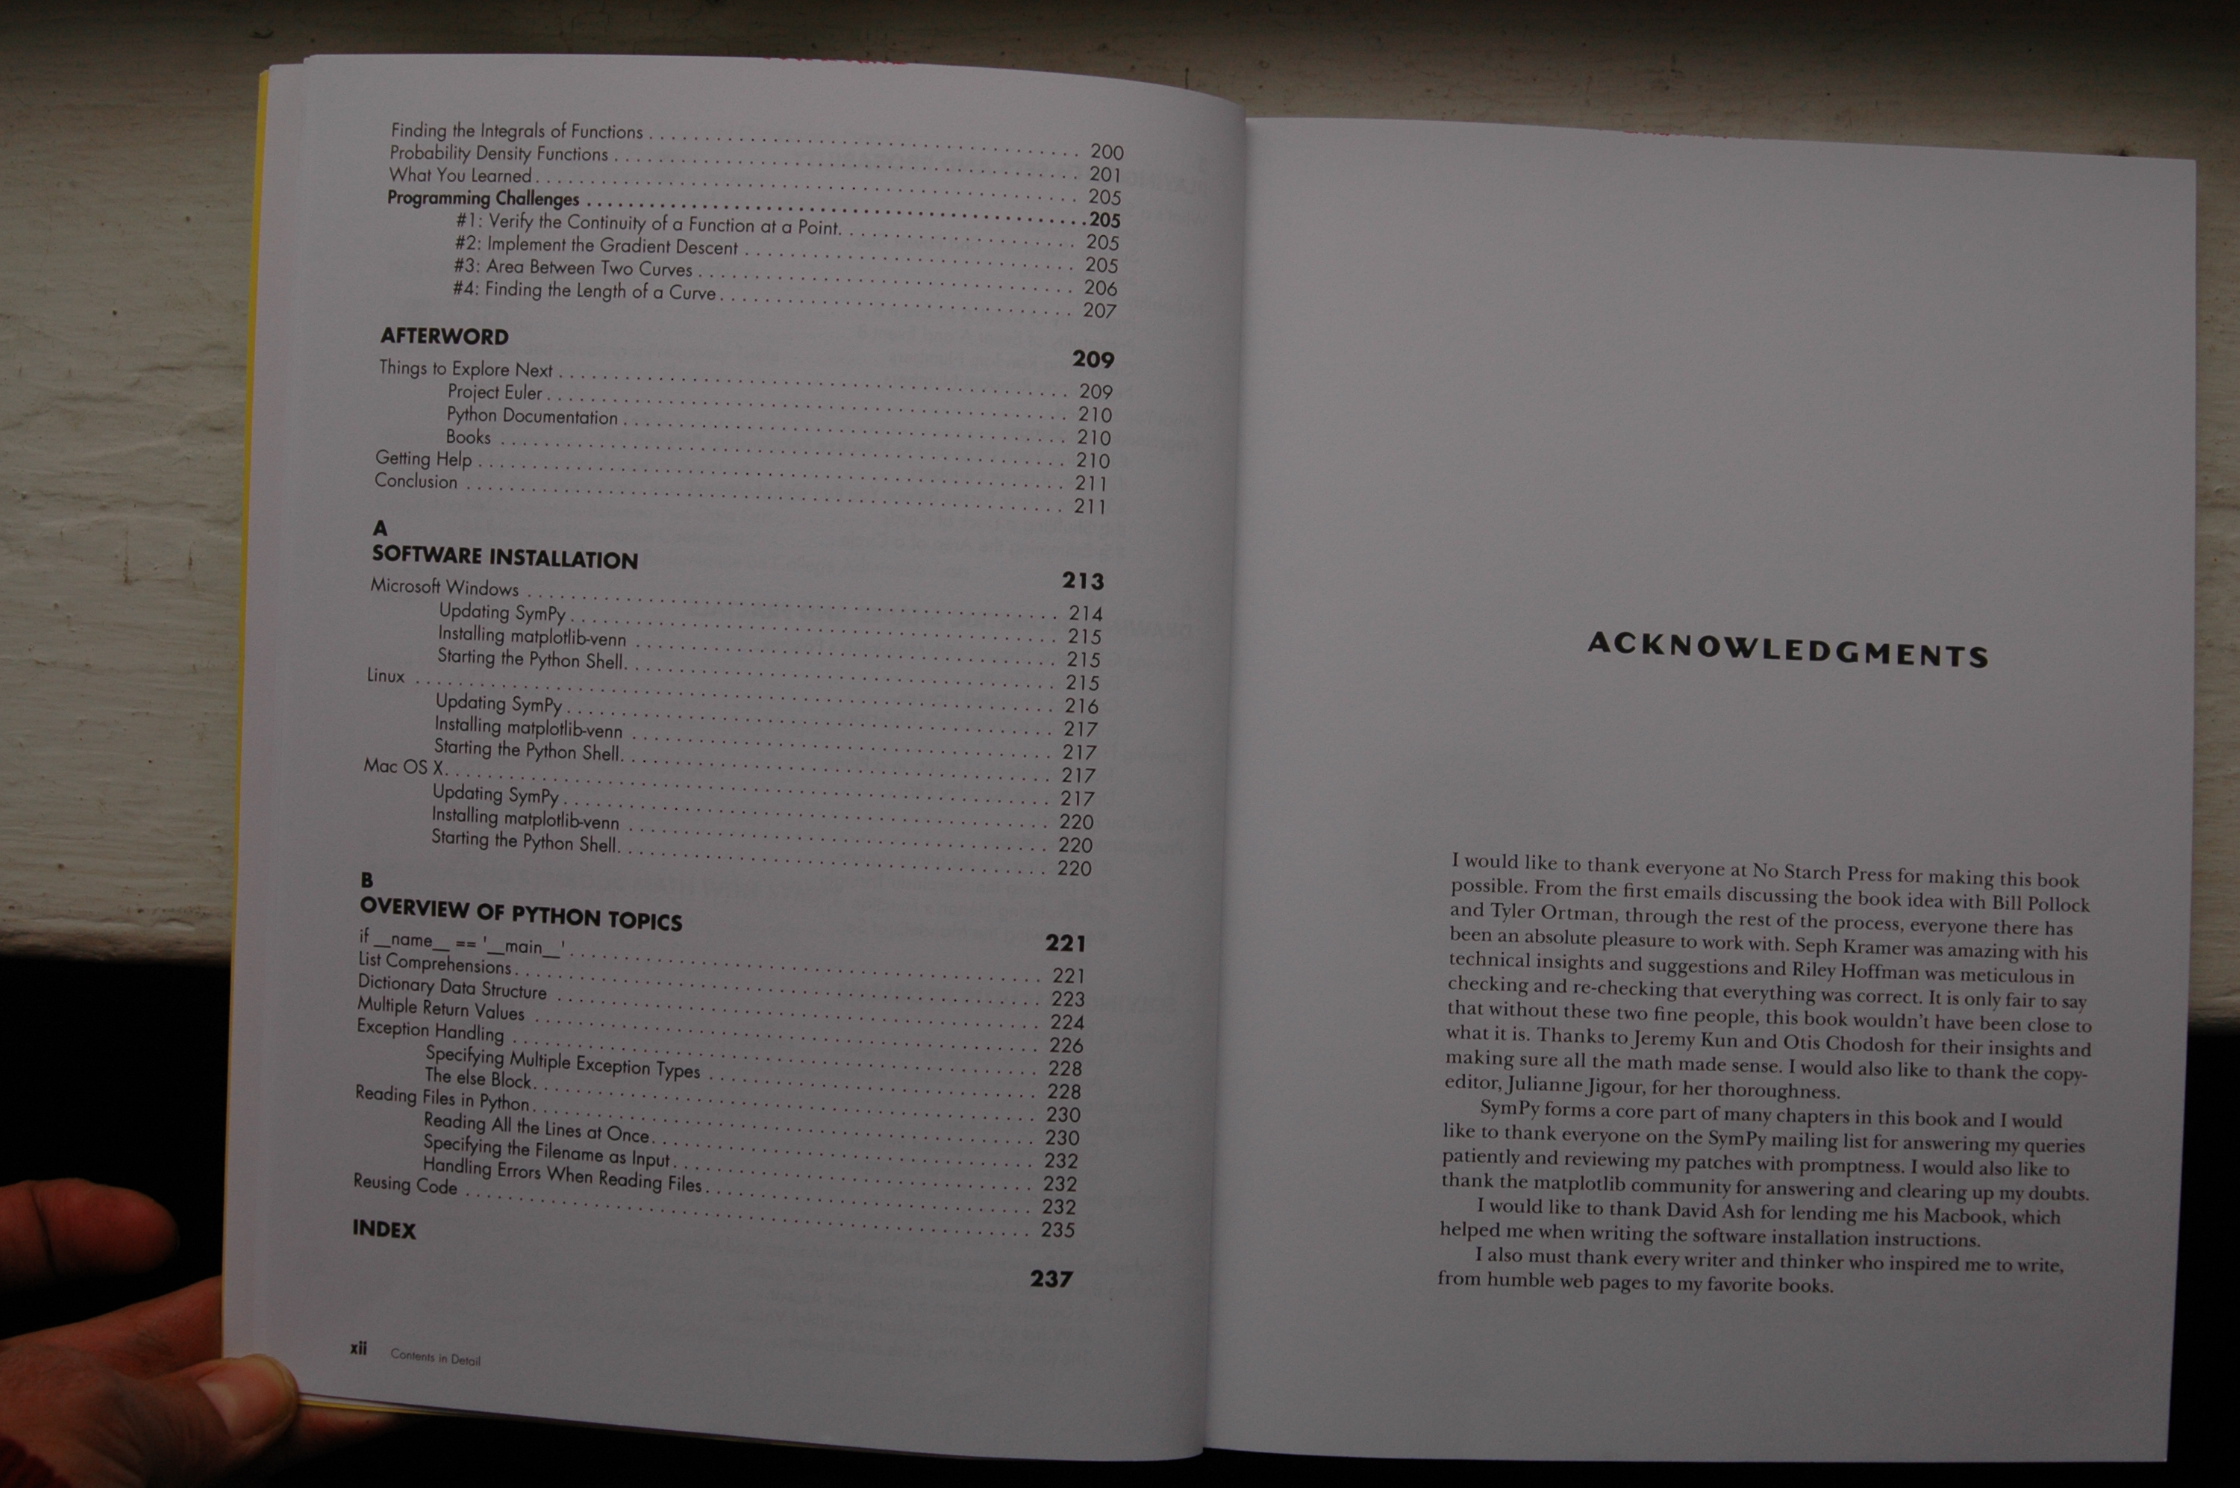 Finding the Integrals of Functions . . . . . 200
Probability Density Functions . . . . . 201
What You Learned . . . . . 205
Programming Challenges . . . . . 205
#1: Verify the Continuity of a Function at a Point . . . . . 205
#2: Implement the Gradient Descent . . . . . 205
#3: Area Between Two Curves . . . . . 206
#4: Finding the Length of a Curve . . . . . 207
AFTERWORD 209
Things to Explore Next . . . . . 209
Project Euler . . . . . 210
Python Documentation . . . . . 210
Books . . . . . 210
Getting Help . . . . . 211
Conclusion . . . . . 211
A
SOFTWARE INSTALLATION 213
Microsoft Windows . . . . . 214
Updating SymPy . . . . . 215
Installing matplotlib-venn . . . . . 215
Starting the Python Shell . . . . . 215
Linux . . . . . 216
Updating SymPy . . . . . 217
Installing matplotlib-venn . . . . . 217
Starting the Python Shell . . . . . 217
Mac OS X . . . . . 217
Updating SymPy . . . . . 220
Installing matplotlib-venn . . . . . 220
Starting the Python Shell . . . . . 220
B
OVERVIEW OF PYTHON TOPICS 221
if __name__ == '__main__' . . . . . 221
List Comprehensions . . . . . 223
Dictionary Data Structure . . . . . 224
Multiple Return Values . . . . . 226
Exception Handling . . . . . 228
Specifying Multiple Exception Types . . . . . 228
The else Block . . . . . 230
Reading Files in Python . . . . . 230
Reading All the Lines at Once . . . . . 232
Specifying the Filename as Input . . . . . 232
Handling Errors When Reading Files . . . . . 232
Reusing Code . . . . . 235
INDEX 237
xii Contents in Detail
ACKNOWLEDGMENTS
I would like to thank everyone at No Starch Press for making this book
possible. From the first emails discussing the book idea with Bill Pollock
and Tyler Ortman, through the rest of the process, everyone there has
been an absolute pleasure to work with. Seph Kramer was amazing with his
technical insights and suggestions and Riley Hoffman was meticulous in
checking and re-checking that everything was correct. It is only fair to say
that without these two fine people, this book wouldn't have been close to
what it is. Thanks to Jeremy Kun and Otis Chodosh for their insights and
making sure all the math made sense. I would also like to thank the copy-
editor, Julianne Jigour, for her thoroughness.
SymPy forms a core part of many chapters in this book and I would
like to thank everyone on the SymPy mailing list for answering my queries
patiently and reviewing my patches with promptness. I would also like to
thank the matplotlib community for answering and clearing up my doubts.
I would like to thank David Ash for lending me his Macbook, which
helped me when writing the software installation instructions.
I also must thank every writer and thinker who inspired me to write,
from humble web pages to my favorite books.